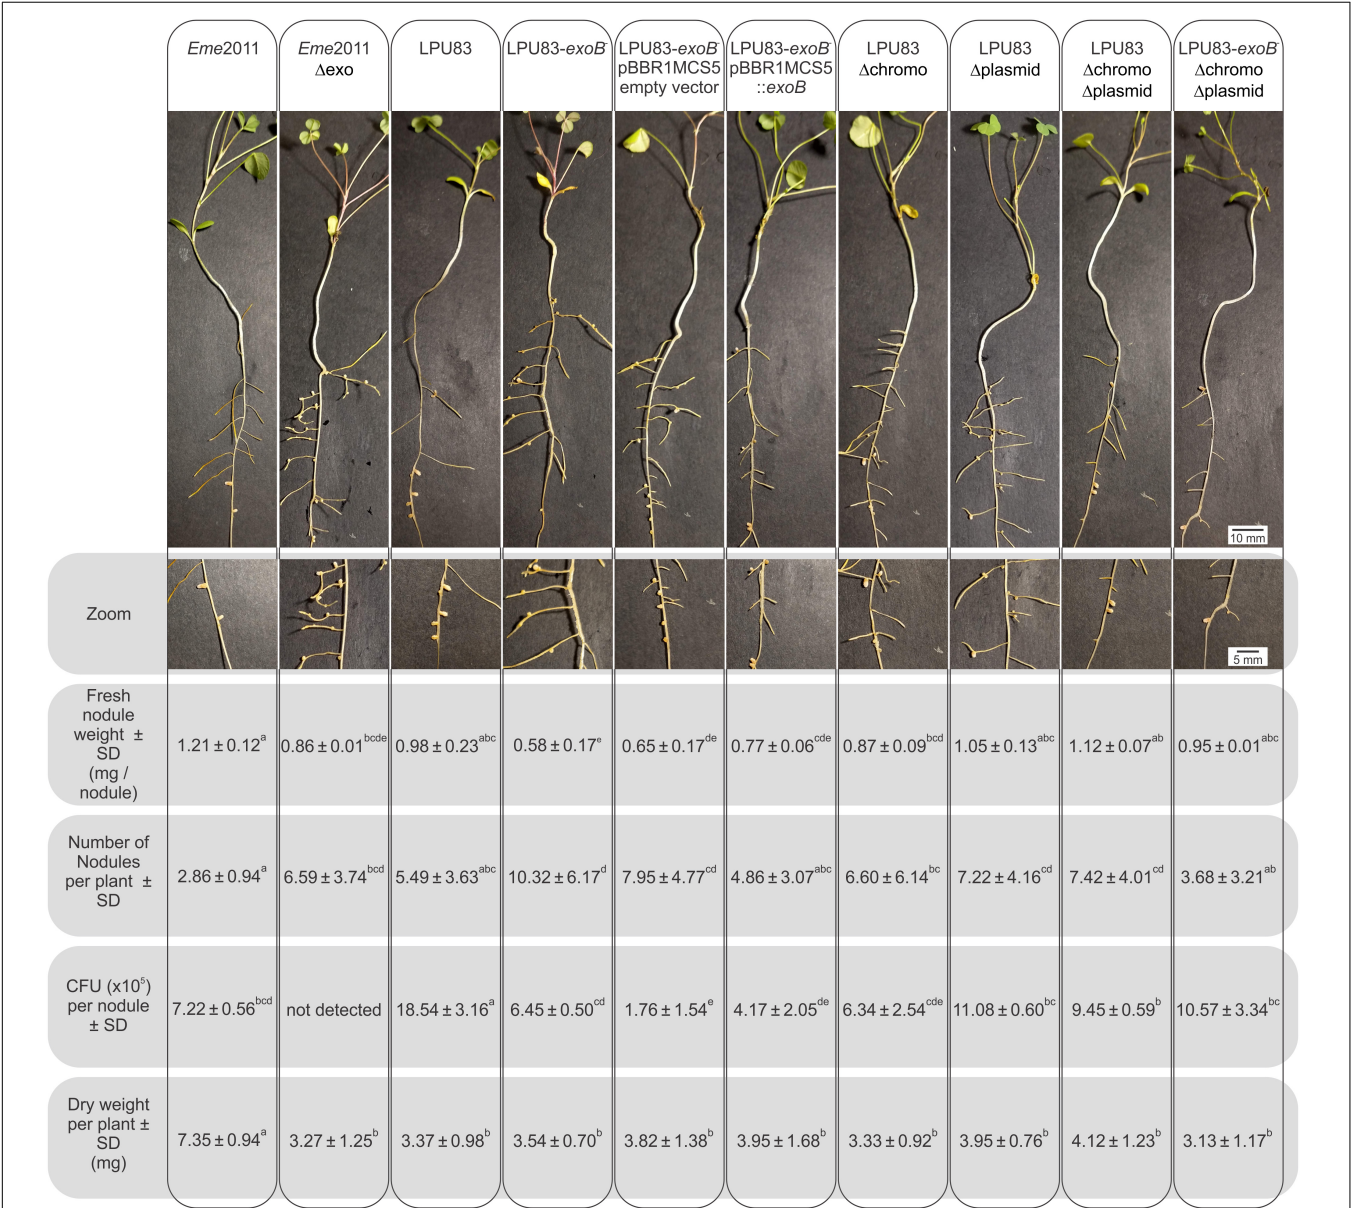 Eme2011
Eme2011
Δexo
LPU83
LPU83-exoB-
LPU83-exoB-
pBBR1MCS5
empty vector
LPU83-exoB-
pBBR1MCS5
::exoB
LPU83
Δchromo
LPU83
Δplasmid
LPU83
Δchromo
Δplasmid
LPU83-exoB-
Δchromo
Δplasmid
10 mm
Zoom
5 mm
Fresh
nodule
weight ±
SD
(mg /
nodule)
1.21 ± 0.12a
0.86 ± 0.01bcde
0.98 ± 0.23abc
0.58 ± 0.17e
0.65 ± 0.17de
0.77 ± 0.06cde
0.87 ± 0.09bcd
1.05 ± 0.13abc
1.12 ± 0.07ab
0.95 ± 0.01abc
Number of
Nodules
per plant ±
SD
2.86 ± 0.94a
6.59 ± 3.74bcd
5.49 ± 3.63abc
10.32 ± 6.17d
7.95 ± 4.77cd
4.86 ± 3.07abc
6.60 ± 6.14bc
7.22 ± 4.16cd
7.42 ± 4.01cd
3.68 ± 3.21ab
CFU (x10⁵)
per nodule
± SD
7.22 ± 0.56bcd
not detected
18.54 ± 3.16a
6.45 ± 0.50cd
1.76 ± 1.54e
4.17 ± 2.05de
6.34 ± 2.54cde
11.08 ± 0.60bc
9.45 ± 0.59b
10.57 ± 3.34bc
Dry weight
per plant ±
SD
(mg)
7.35 ± 0.94a
3.27 ± 1.25b
3.37 ± 0.98b
3.54 ± 0.70b
3.82 ± 1.38b
3.95 ± 1.68b
3.33 ± 0.92b
3.95 ± 0.76b
4.12 ± 1.23b
3.13 ± 1.17b